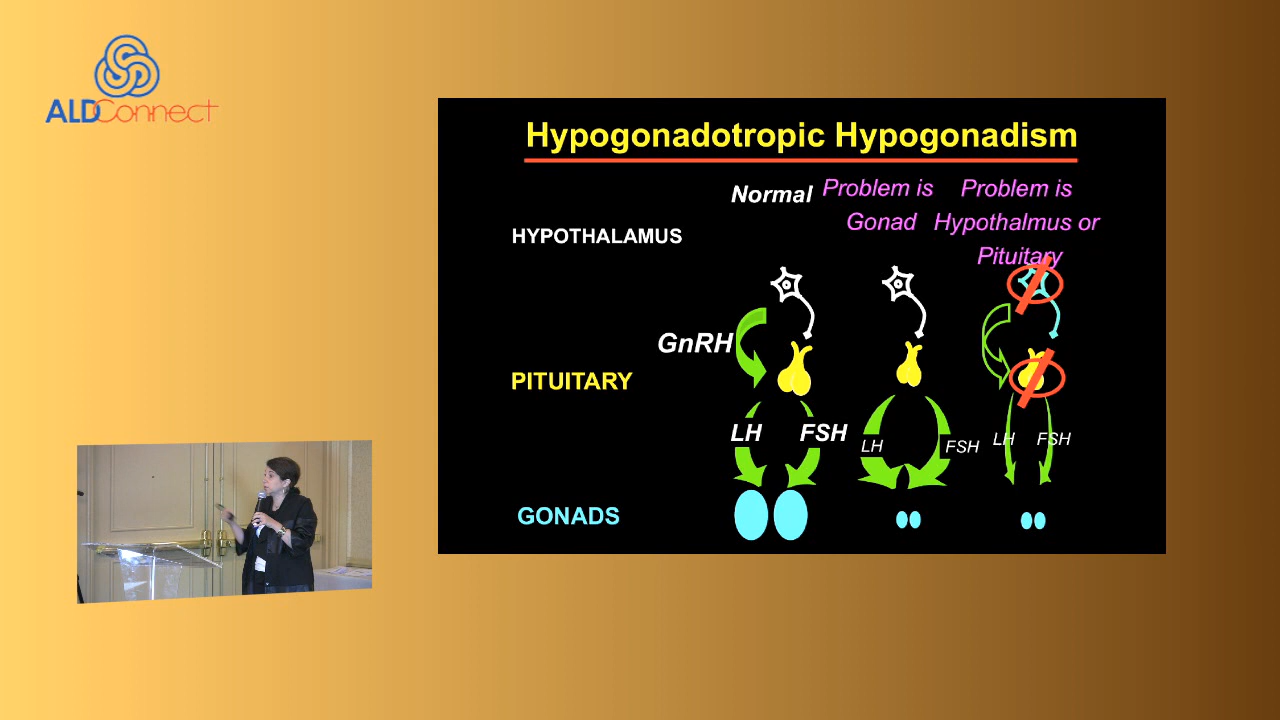 ALDConnect
Hypogonadotropic Hypogonadism
Normal
Problem is
Gonad
Problem is
Hypothalmus or
Pituitary
HYPOTHALAMUS
GnRH
PITUITARY
LH
FSH
LH
FSH
LH
FSH
GONADS